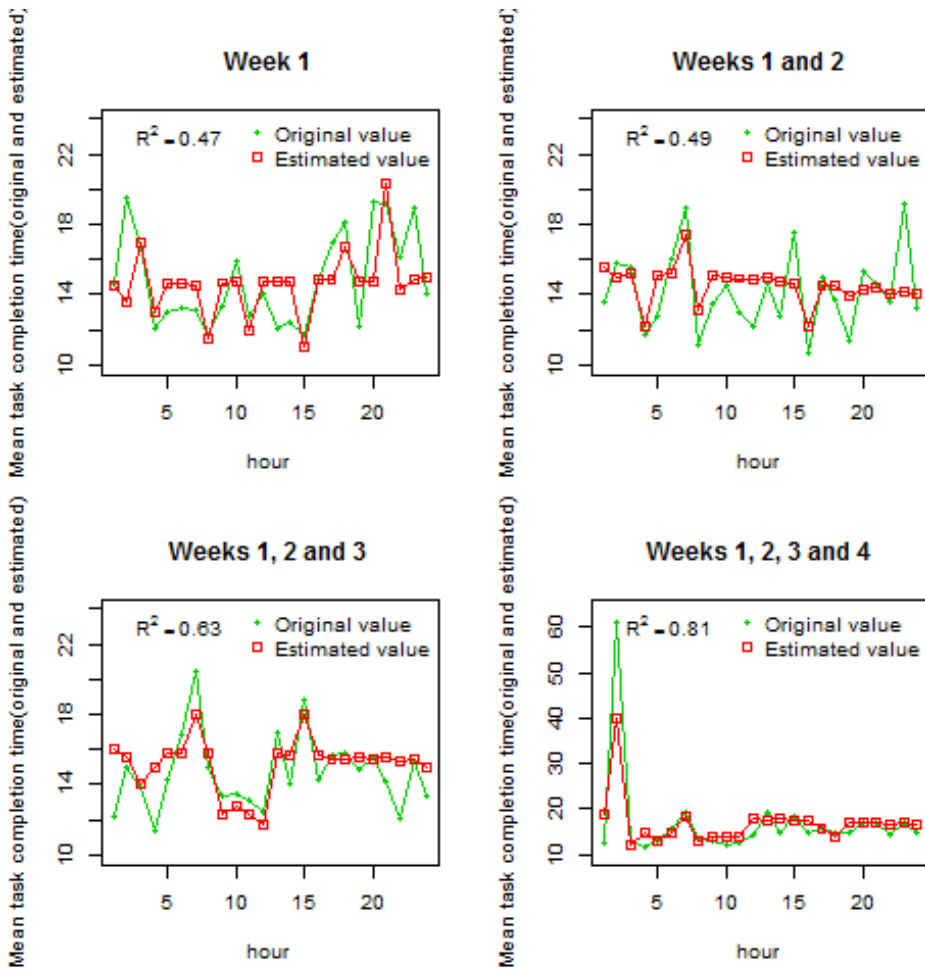 Week 1
Mean task completion time(original and estimated)
R² = 0.47
Original value
Estimated value
22
18
14
10
5 10 15 20
hour
Weeks 1 and 2
Mean task completion time(original and estimated)
R² = 0.49
Original value
Estimated value
22
18
14
10
5 10 15 20
hour
Weeks 1, 2 and 3
Mean task completion time(original and estimated)
R² = 0.63
Original value
Estimated value
22
18
14
10
5 10 15 20
hour
Weeks 1, 2, 3 and 4
Mean task completion time(original and estimated)
R² = 0.81
Original value
Estimated value
60
50
40
30
20
10
5 10 15 20
hour